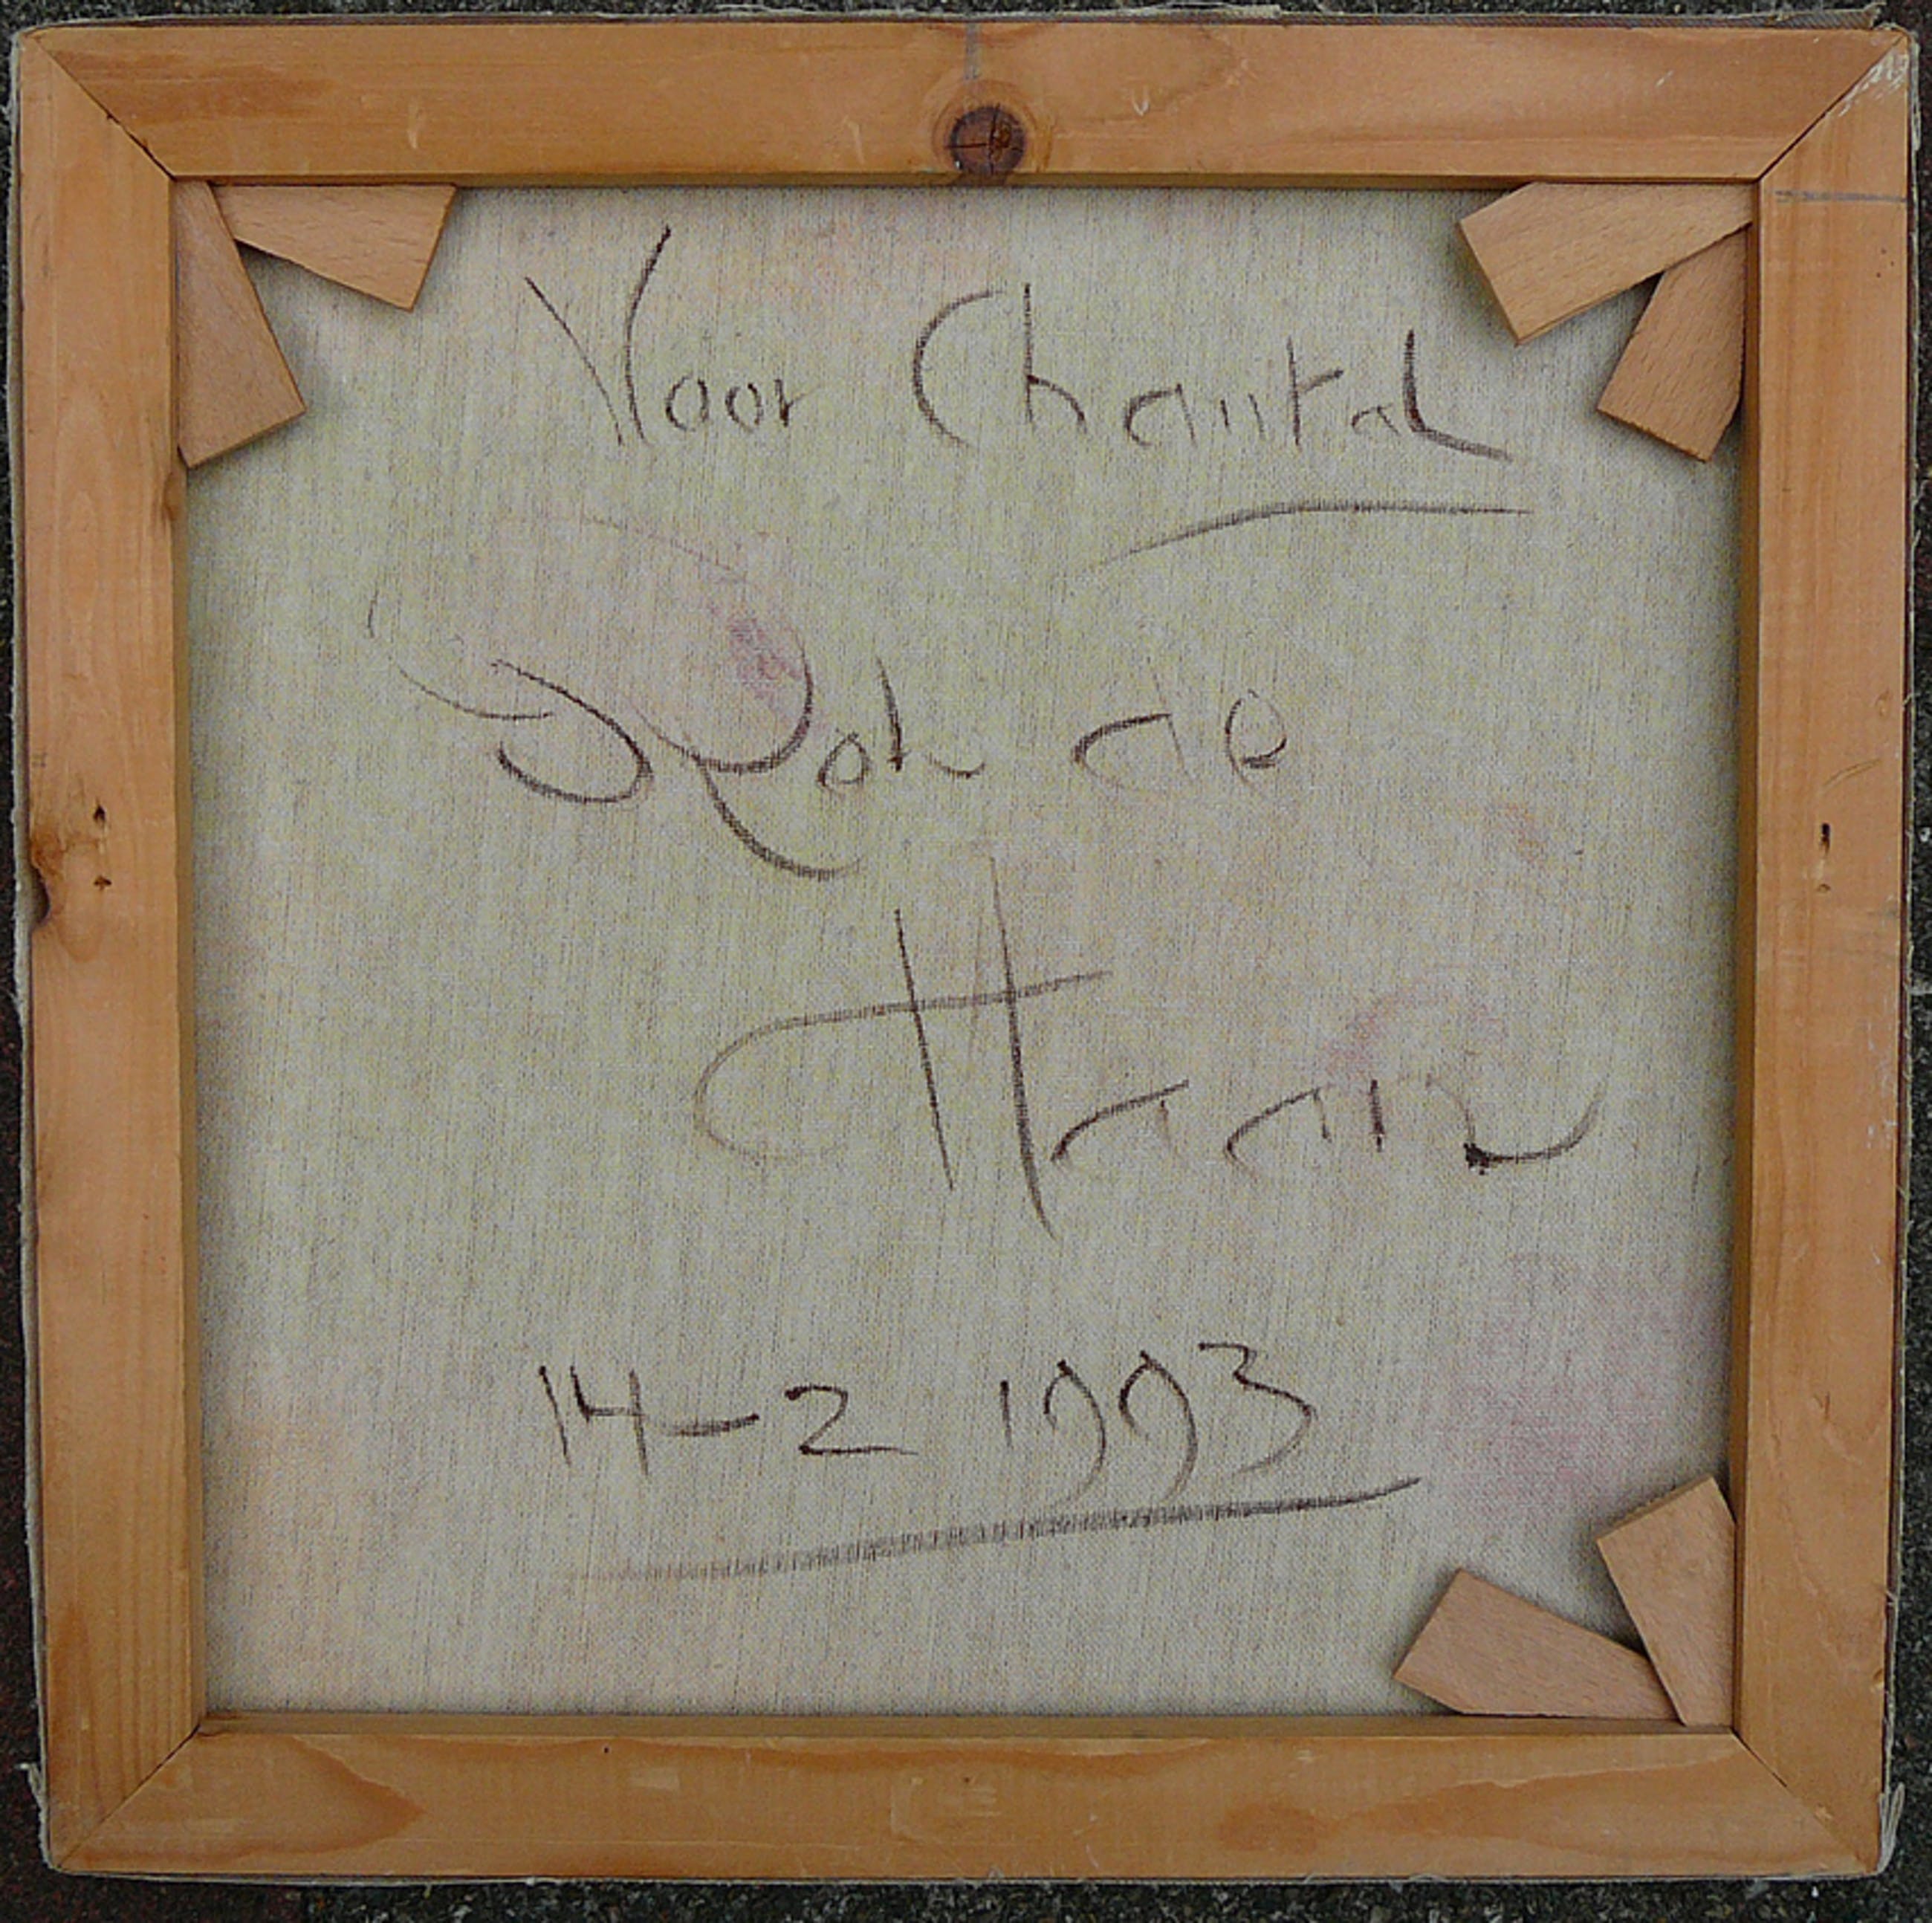 Voor Chantal
Rob de
Haan
14-2 1993